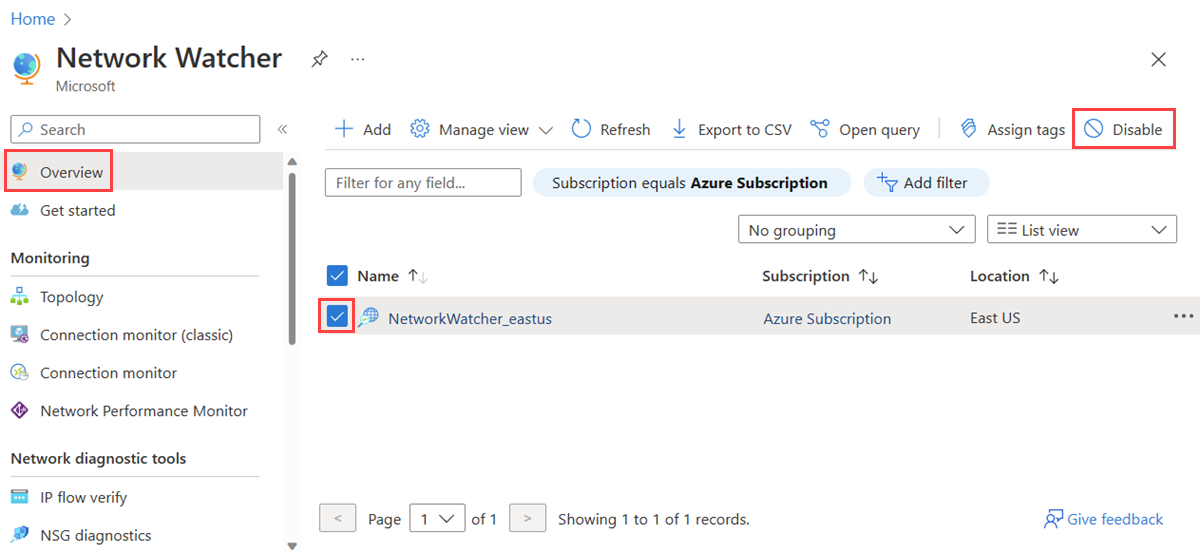 Home
Network Watcher
Microsoft
Search
Overview
Get started
Monitoring
Topology
Connection monitor (classic)
Connection monitor
Network Performance Monitor
Network diagnostic tools
IP flow verify
NSG diagnostics
Add Manage view Refresh Export to CSV Open query Assign tags Disable
Filter for any field... Subscription equals Azure Subscription Add filter
No grouping List view
Name Subscription Location
NetworkWatcher_eastus Azure Subscription East US
< Page 1 of 1 > Showing 1 to 1 of 1 records. Give feedback